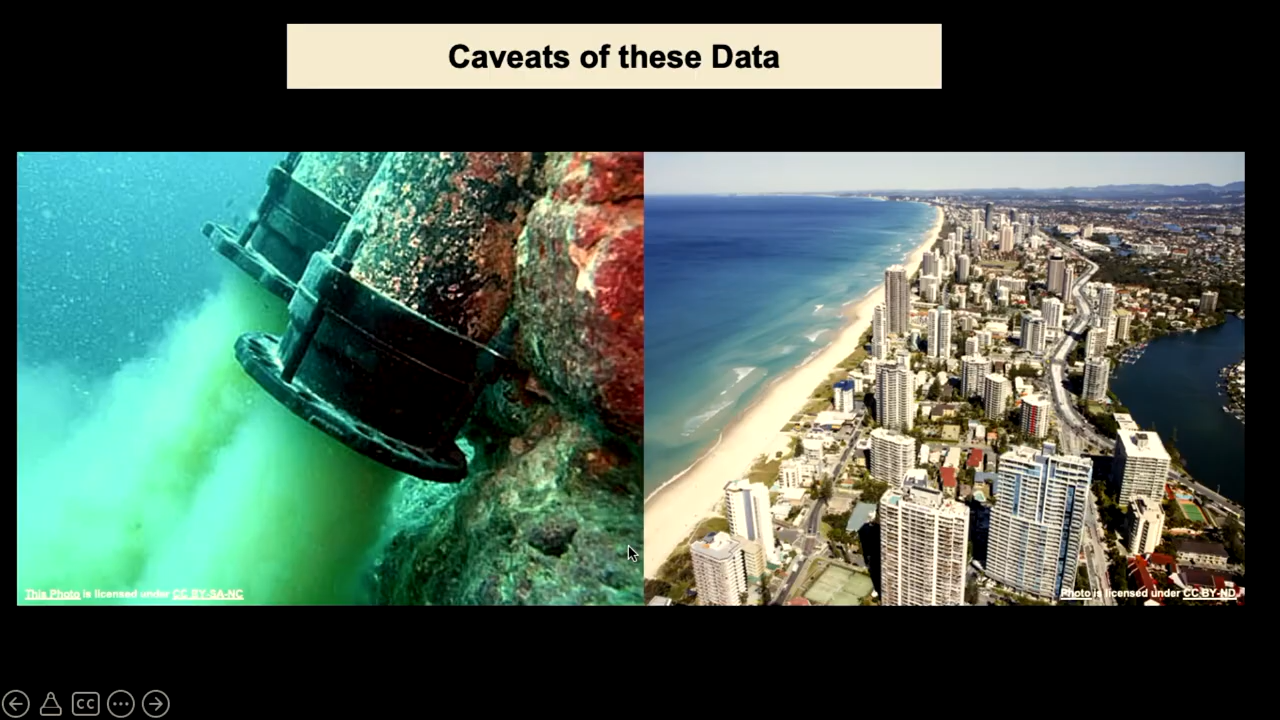 Caveats of these Data
This Photo is licensed under CC BY-SA-NC
Photo is licensed under CC BY-ND
CC